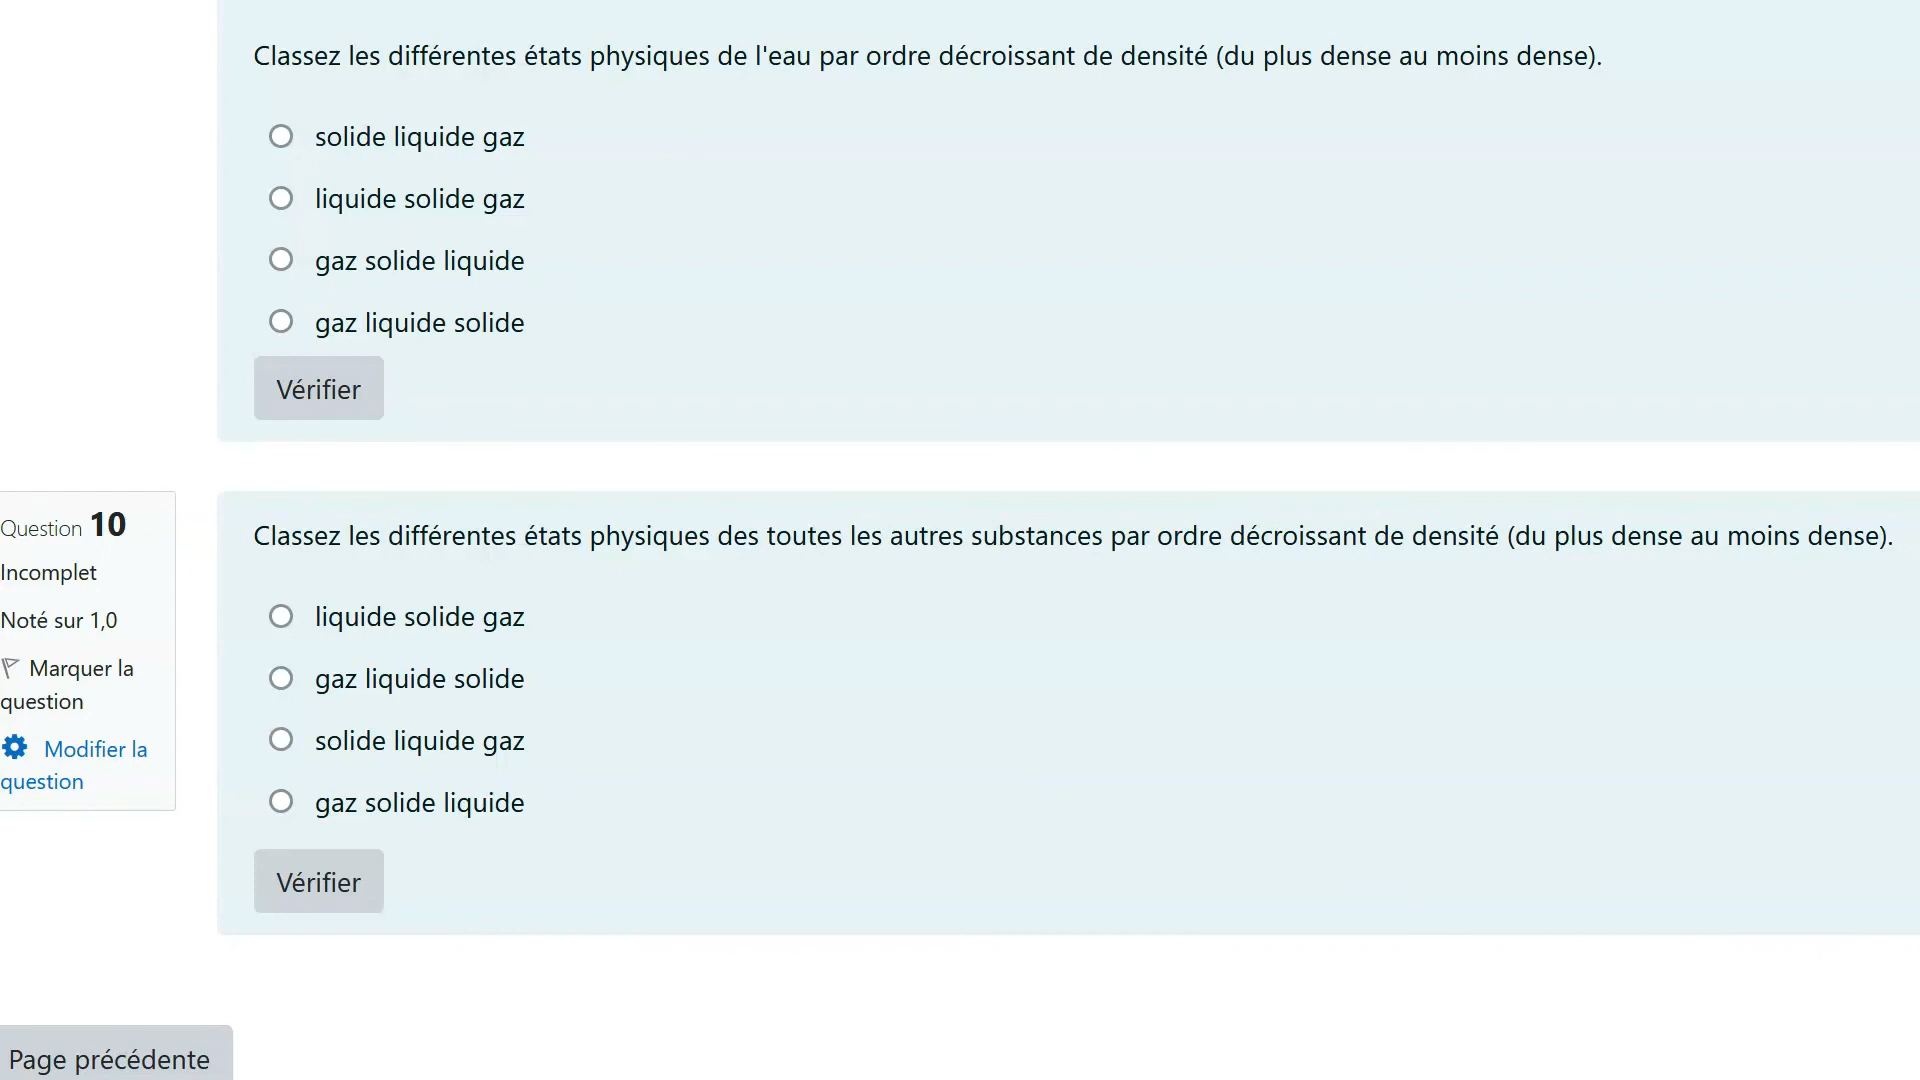 Classez les différentes états physiques de l'eau par ordre décroissant de densité (du plus dense au moins dense).
solide liquide gaz
liquide solide gaz
gaz solide liquide
gaz liquide solide
Vérifier
Question 10
Incomplet
Noté sur 1,0
Marquer la
question
Modifier la
question
Classez les différentes états physiques des toutes les autres substances par ordre décroissant de densité (du plus dense au moins dense).
liquide solide gaz
gaz liquide solide
solide liquide gaz
gaz solide liquide
Vérifier
Page précédente